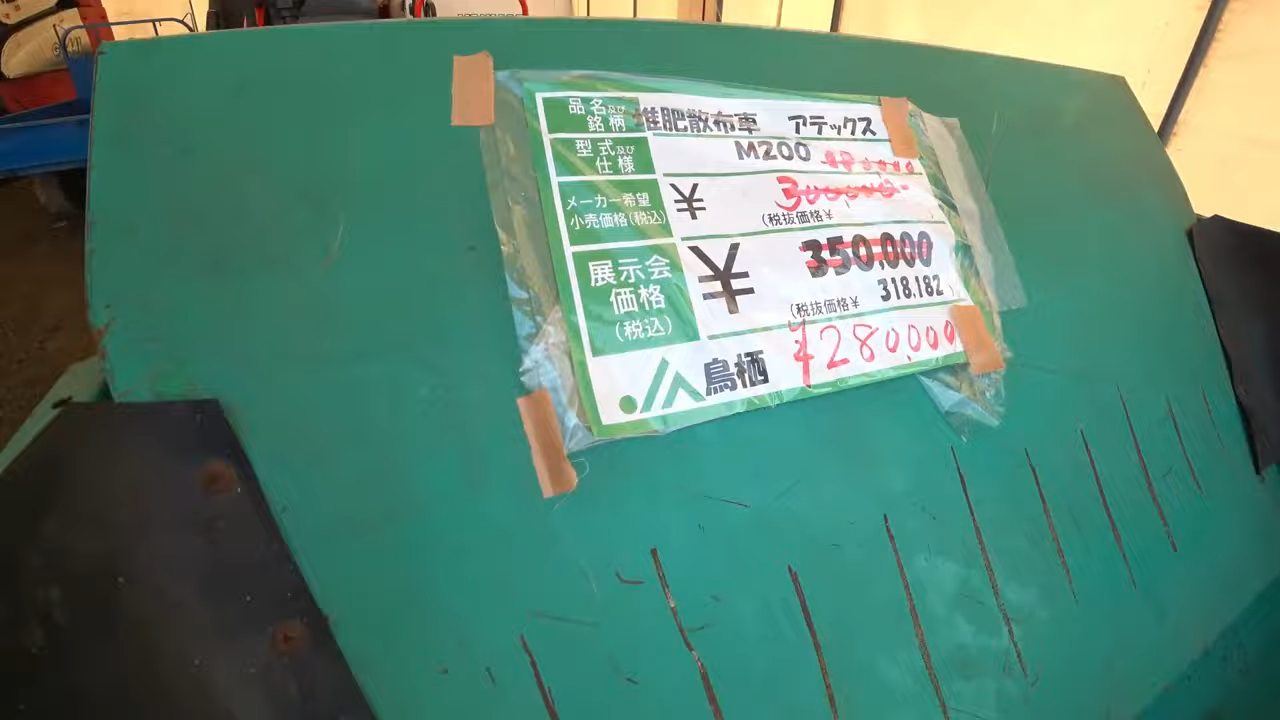 品名及び銘柄 堆肥散布車 アテックス
型式及び仕様 M200
メーカー希望小売価格(税込) ¥ 300,000
(税抜価格¥
展示会価格(税込) ¥ 350,000
(税抜価格¥ 318,182
鳥栖 ¥280,000